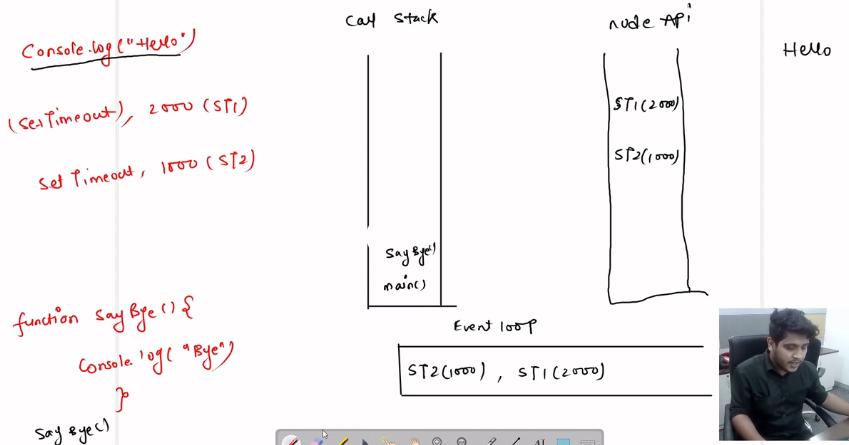 Console.log("Hello")
(SetTimeout), 2000 (ST1)
Set Timeout, 1000 (ST2)
function sayBye() {
Console.log("Bye")
}
SayBye()
Call Stack
SayBye()
main()
node API
ST1(2000)
ST2(1000)
Hello
Event loop
ST2(1000), ST1(2000)